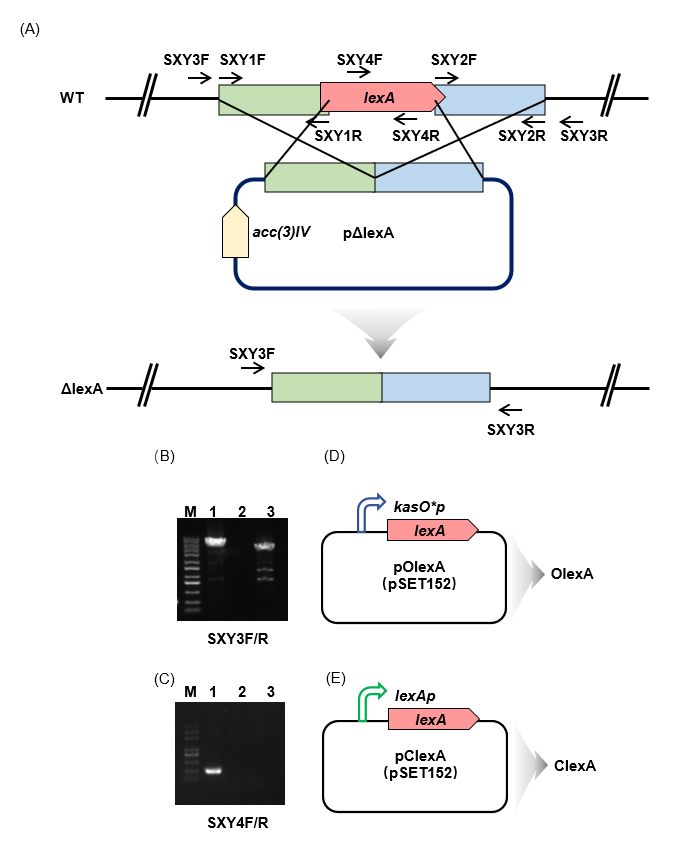 (A)
SXY3F
SXY1F
SXY4F
SXY2F
WT
lexA
SXY1R
SXY4R
SXY2R
SXY3R
acc(3)IV
pΔlexA
SXY3F
ΔlexA
SXY3R
(B)
M 1 2 3
SXY3F/R
(D)
kasO*p
lexA
pOlexA
(pSET152)
OlexA
(C)
M 1 2 3
SXY4F/R
(E)
lexAp
lexA
pClexA
(pSET152)
ClexA